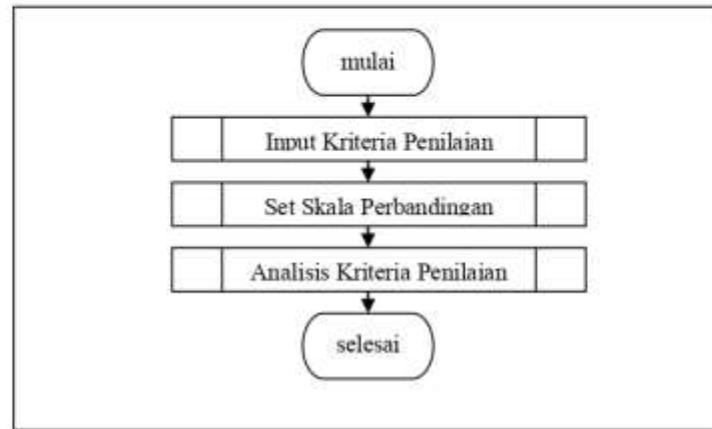 mulai
Input Kriteria Penilaian
Set Skala Perbandingan
Analisis Kriteria Penilaian
selesai